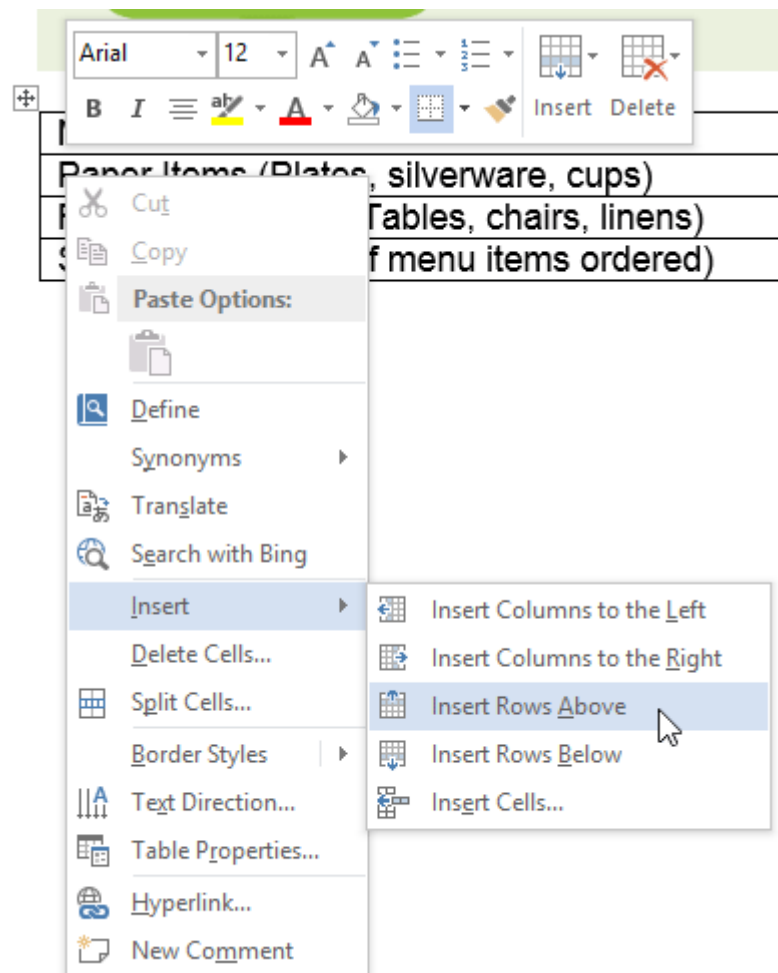 Arial 12
B I Insert Delete
Paper Items (Plates, silverware, cups)
Tables, chairs, linens)
f menu items ordered)
Cut
Copy
Paste Options:
Define
Synonyms
Translate
Search with Bing
Insert
Insert Columns to the Left
Delete Cells...
Insert Columns to the Right
Split Cells...
Insert Rows Above
Border Styles
Insert Rows Below
Text Direction...
Insert Cells...
Table Properties...
Hyperlink...
New Comment